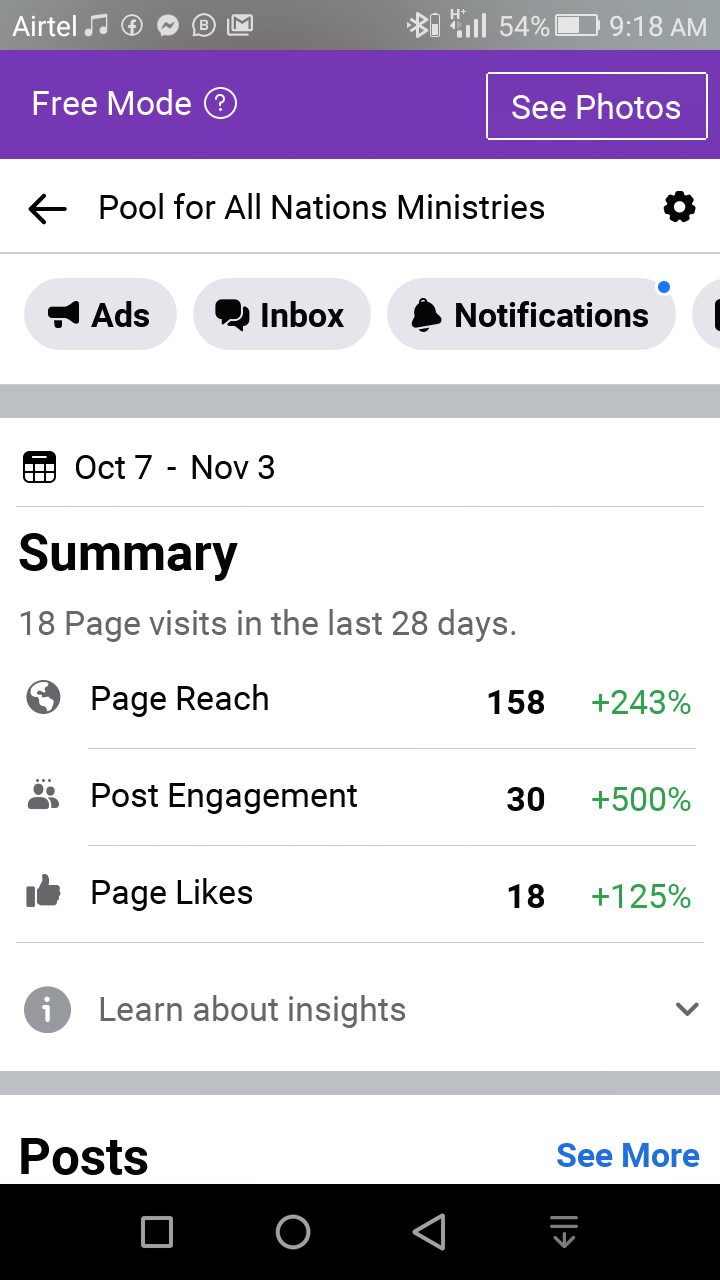 Airtel 54% 9:18 AM
Free Mode ? See Photos
Pool for All Nations Ministries
Ads Inbox Notifications
Oct 7 - Nov 3
Summary
18 Page visits in the last 28 days.
Page Reach 158 +243%
Post Engagement 30 +500%
Page Likes 18 +125%
Learn about insights
Posts See More